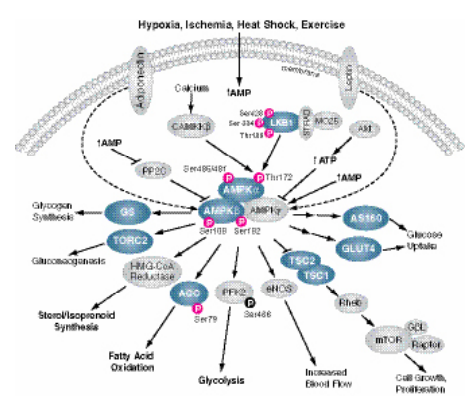 Hypoxia, Ischemia, Heat Shock, Exercise
membrane
Adiponectin
Leptin
Calcium
↑AMP
Ser428
LKB1
STRAD
MO25
Thr189
CAMKKβ
Akt
↑AMP
PP2C
Ser485/491
Thr172
↑ATP
↑AMP
AMPKα
Glycogen
Synthesis
GS
AMPKβ
AMPKγ
AS160
Ser108
Ser182
Glucose
Uptake
TORC2
GLUT4
Gluconeogenesis
HMG-CoA
Reductase
TSC2
TSC1
ACC
PFK2
eNOS
Rheb
Sterol/Isoprenoid
Synthesis
Ser79
Ser466
mTOR
GβL
Raptor
Fatty Acid
Oxidation
Glycolysis
Increased
Blood Flow
Cell Growth,
Proliferation